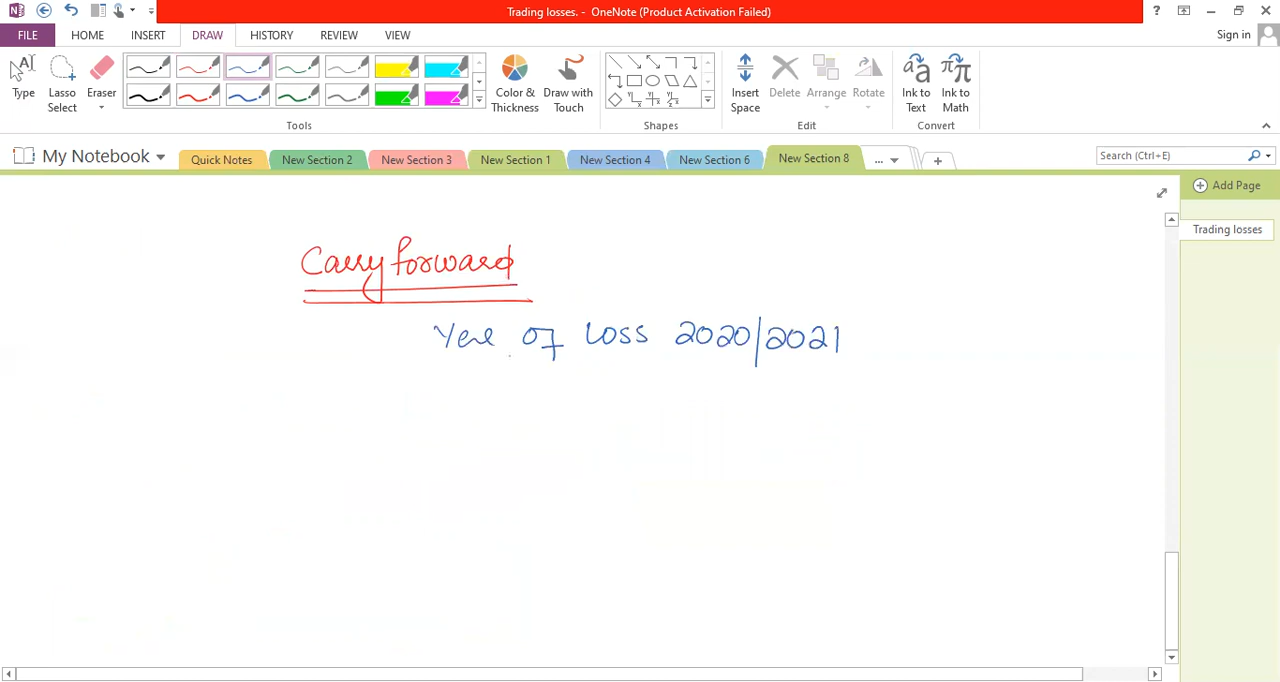 Trading losses. - OneNote (Product Activation Failed)
?
Sign in
FILE HOME INSERT DRAW HISTORY REVIEW VIEW
Type
Lasso Select
Eraser
Color & Thickness
Draw with Touch
Insert Space
Delete
Arrange
Rotate
Ink to Text
Ink to Math
Tools
Shapes
Edit
Convert
My Notebook
Quick Notes New Section 2 New Section 3 New Section 1 New Section 4 New Section 6 New Section 8 ...
Search (Ctrl+E)
Add Page
Trading losses
Carry forward
of Loss 2020/2021